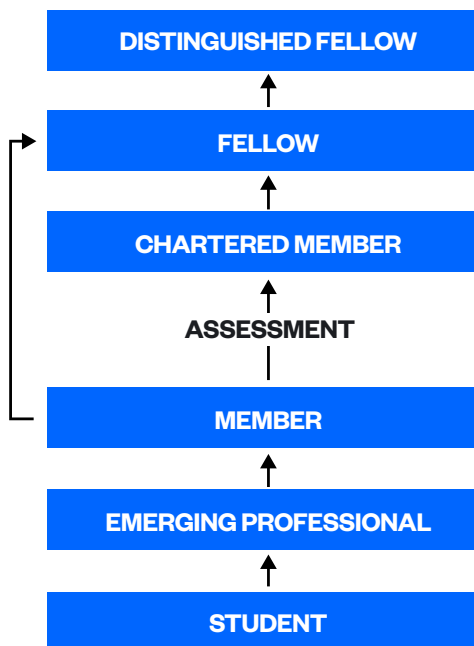 DISTINGUISHED FELLOW
FELLOW
CHARTERED MEMBER
ASSESSMENT
MEMBER
EMERGING PROFESSIONAL
STUDENT